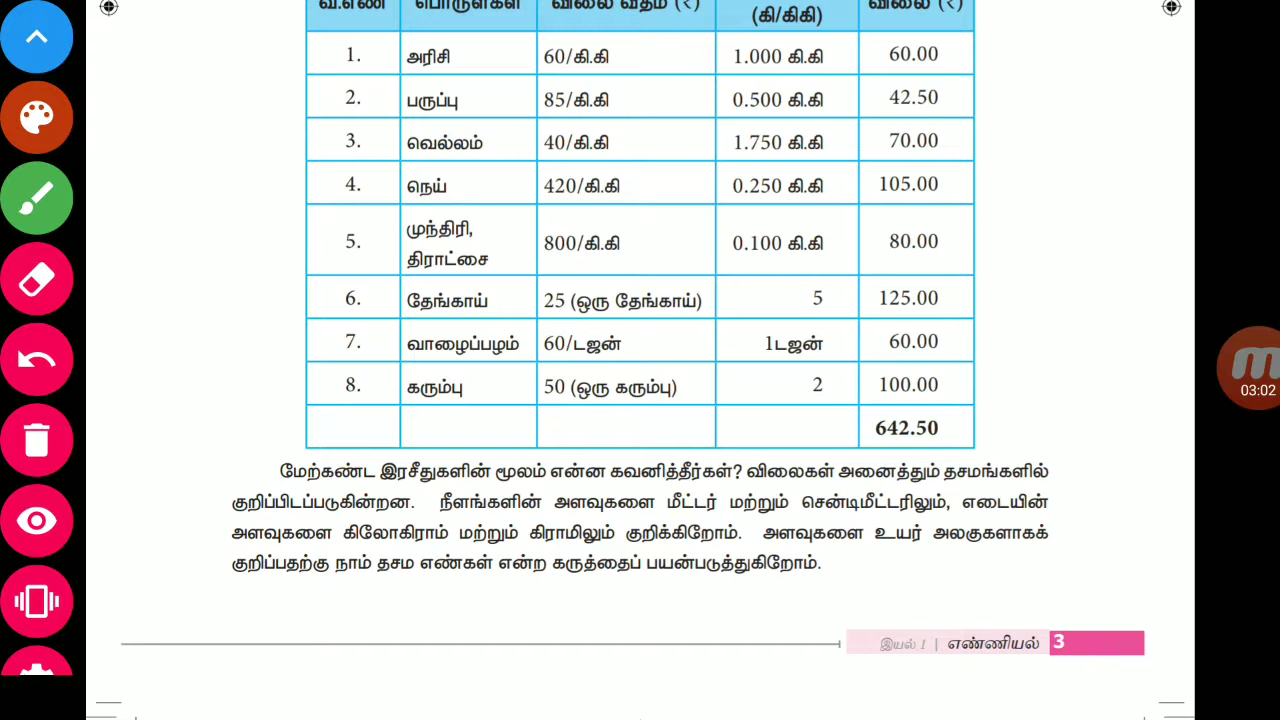 வ.எண் பொருள்கள் விலை வீதம் (₹) (கி/கிகி) விலை (₹)
1. அரிசி 60/கி.கி 1.000 கி.கி 60.00
2. பருப்பு 85/கி.கி 0.500 கி.கி 42.50
3. வெல்லம் 40/கி.கி 1.750 கி.கி 70.00
4. நெய் 420/கி.கி 0.250 கி.கி 105.00
5. முந்திரி, திராட்சை 800/கி.கி 0.100 கி.கி 80.00
6. தேங்காய் 25 (ஒரு தேங்காய்) 5 125.00
7. வாழைப்பழம் 60/டஜன் 1டஜன் 60.00
8. கரும்பு 50 (ஒரு கரும்பு) 2 100.00
642.50
மேற்கண்ட இரசீதுகளின் மூலம் என்ன கவனித்தீர்கள்? விலைகள் அனைத்தும் தசமங்களில்
குறிப்பிடப்படுகின்றன. நீளங்களின் அளவுகளை மீட்டர் மற்றும் சென்டிமீட்டரிலும், எடையின்
அளவுகளை கிலோகிராம் மற்றும் கிராமிலும் குறிக்கிறோம். அளவுகளை உயர் அலகுகளாகக்
குறிப்பதற்கு நாம் தசம எண்கள் என்ற கருத்தைப் பயன்படுத்துகிறோம்.
இயல் 1 | எண்ணியல் 3
03:02